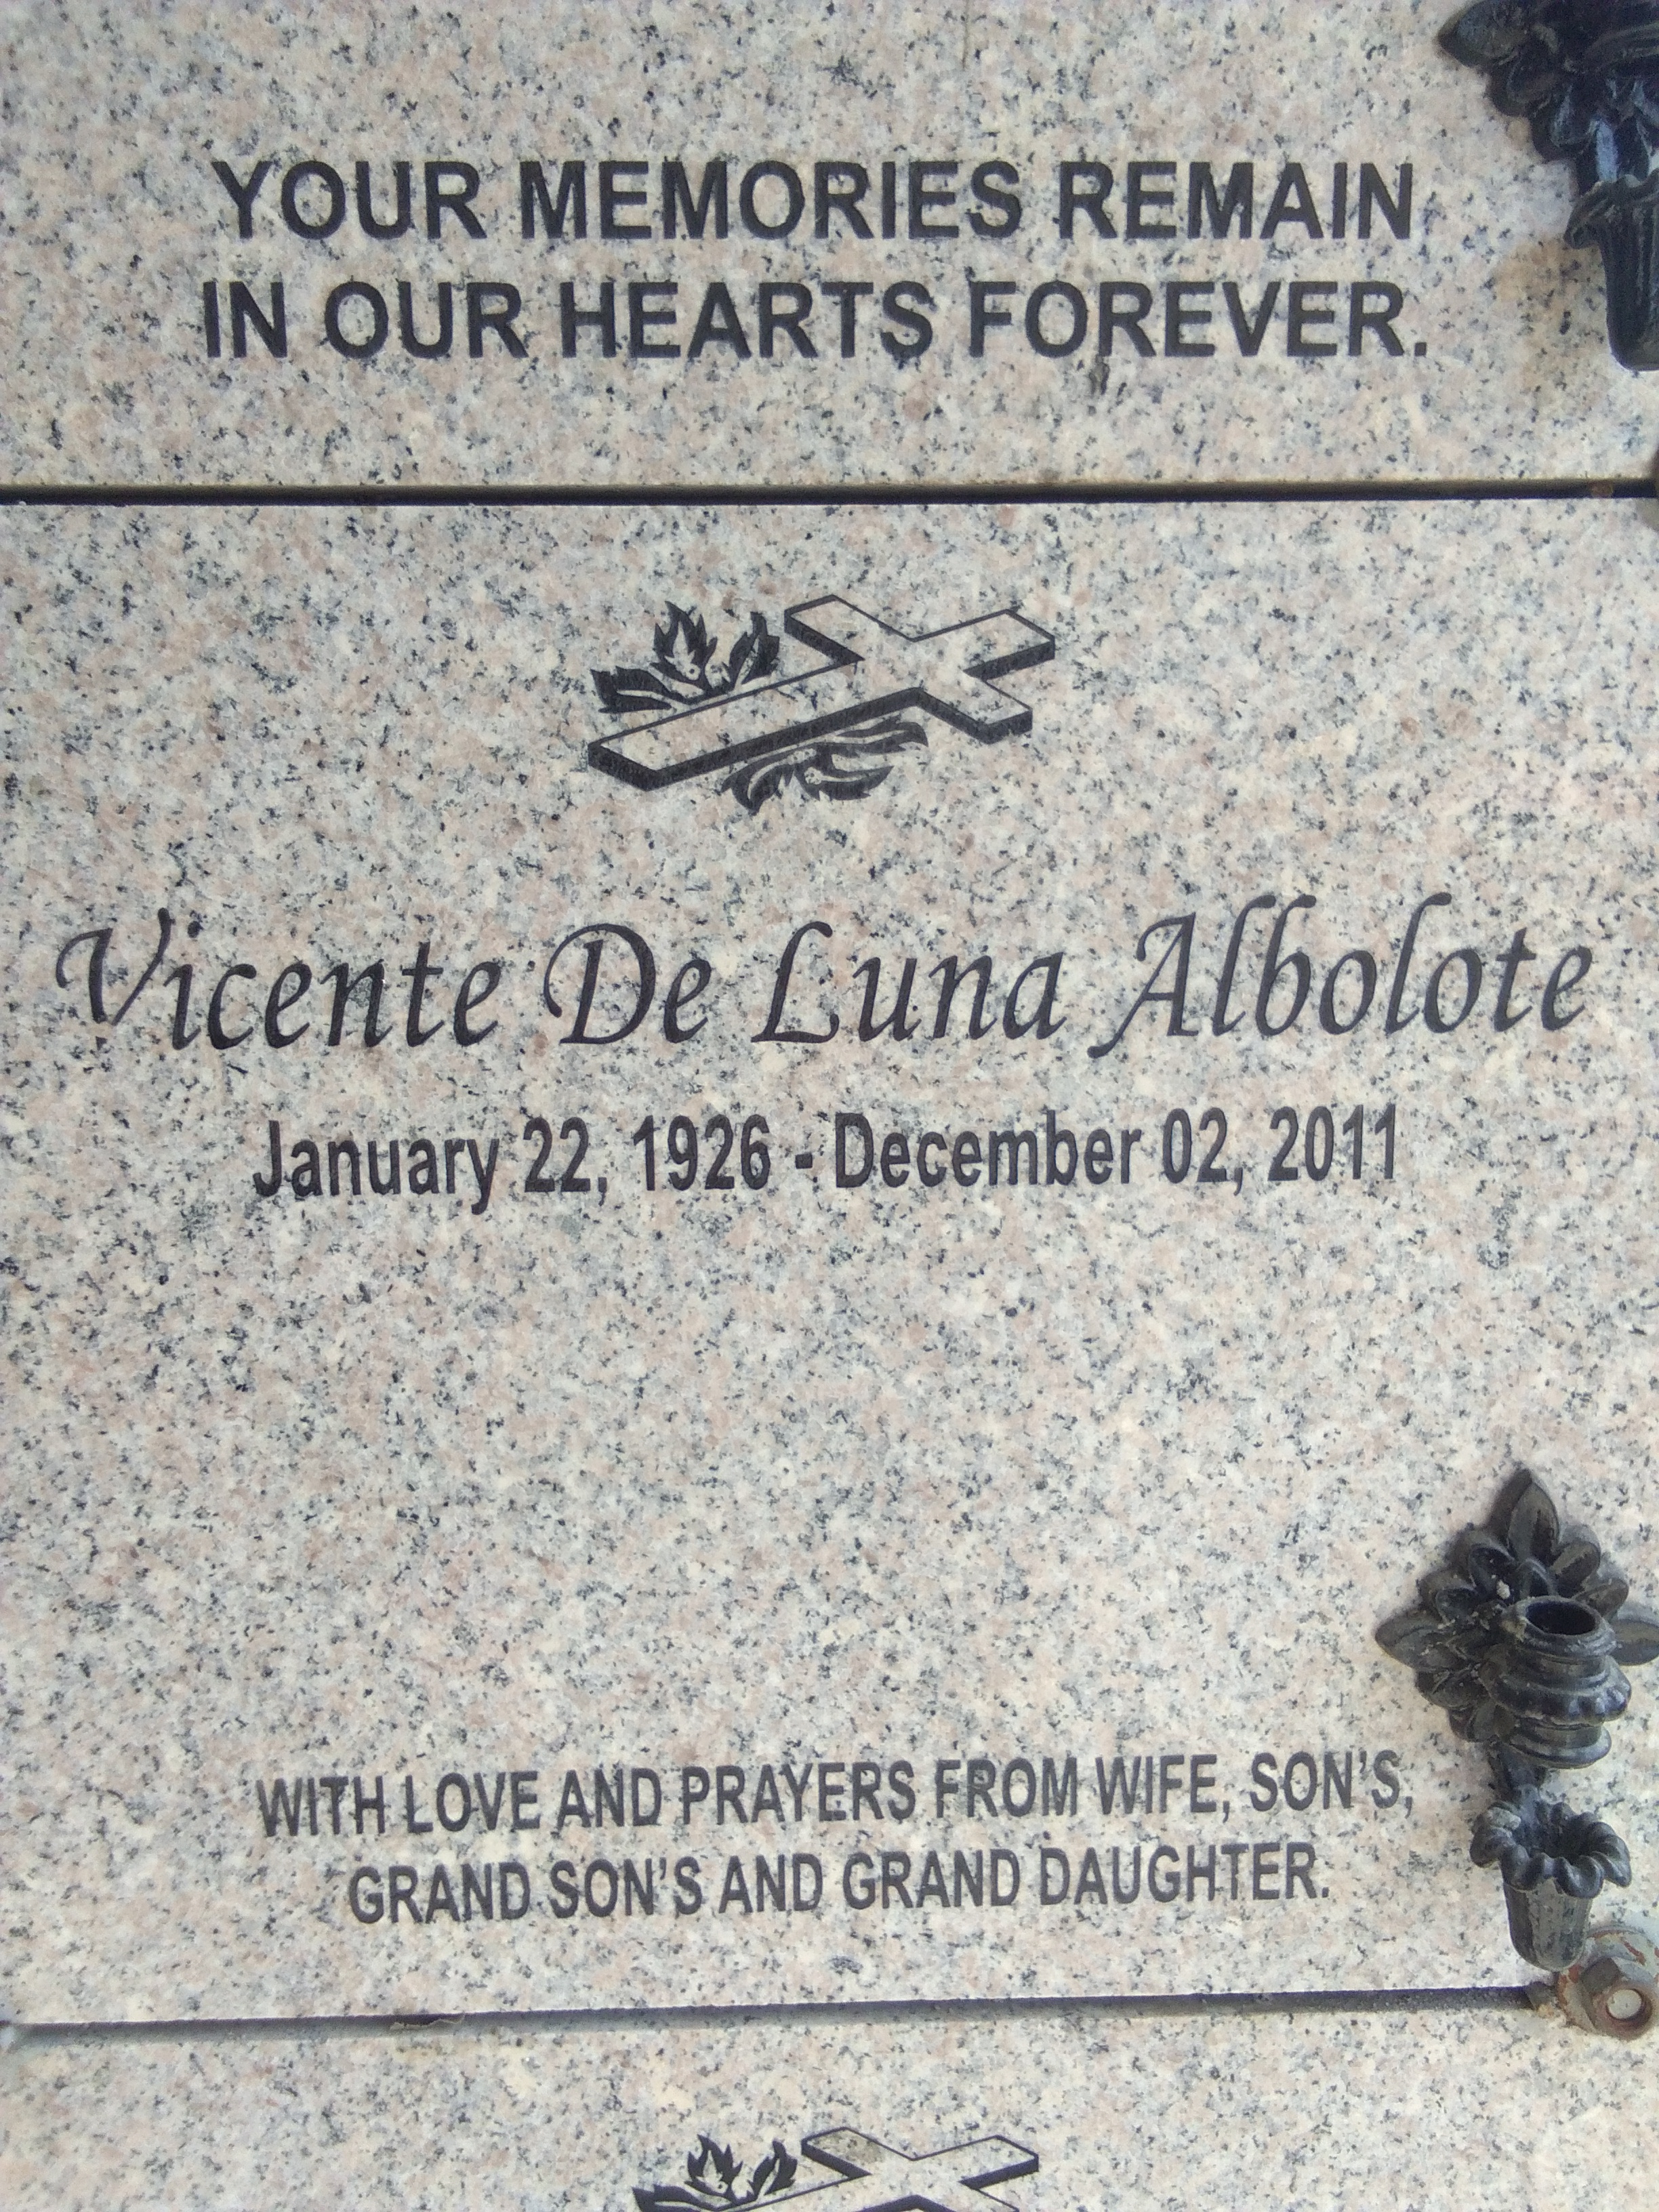 YOUR MEMORIES REMAIN
IN OUR HEARTS FOREVER.
Vicente De Luna Albolote
January 22, 1926 - December 02, 2011
WITH LOVE AND PRAYERS FROM WIFE, SON'S,
GRAND SON'S AND GRAND DAUGHTER.